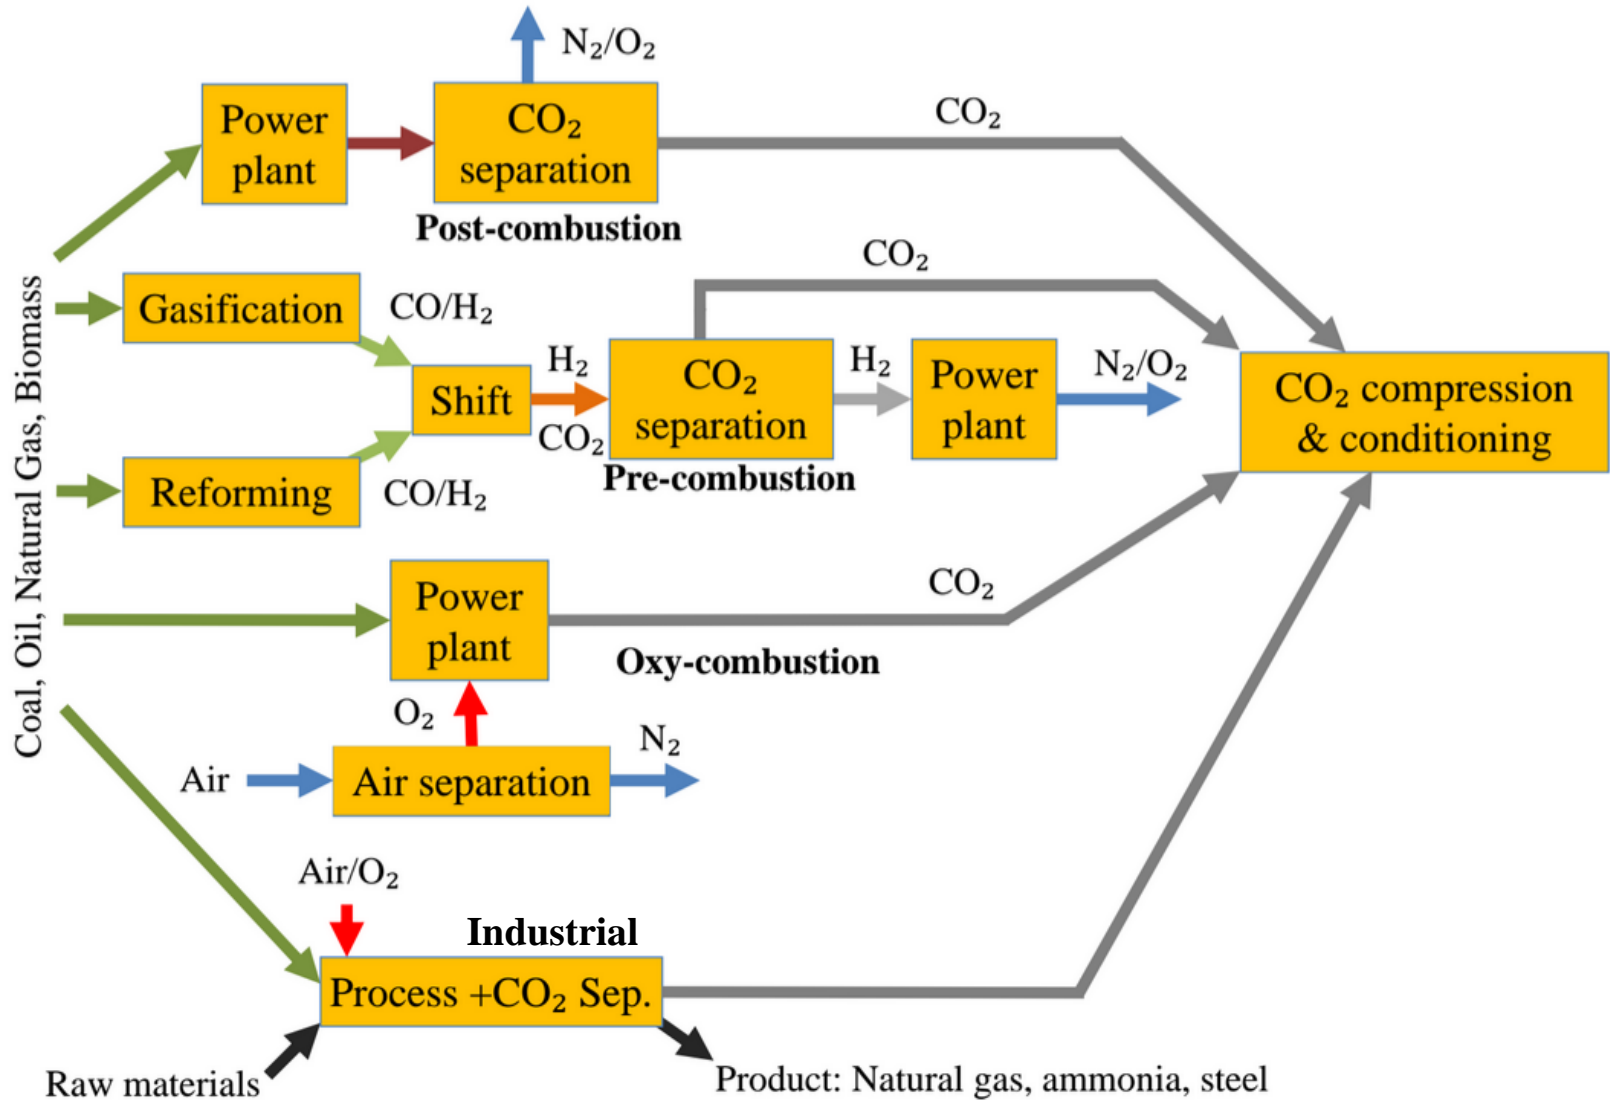 N₂/O₂
Power
plant
CO₂
separation
CO₂
Post-combustion
Coal, Oil, Natural Gas, Biomass
Gasification
CO/H₂
CO₂
Shift
H₂
CO₂
CO₂
separation
Pre-combustion
H₂
Power
plant
N₂/O₂
CO₂ compression
& conditioning
Reforming
CO/H₂
Power
plant
CO₂
Oxy-combustion
O₂
N₂
Air
Air separation
Air/O₂
Industrial
Process +CO₂ Sep.
Raw materials
Product: Natural gas, ammonia, steel